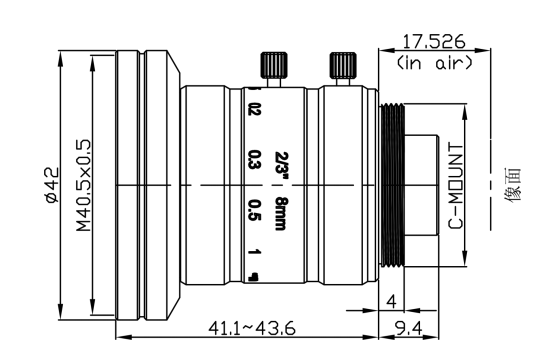 17.526
(in air)
ø42
M40.5x0.5
0.2
0.3
0.5
1
2/3" 8mm
C-MOUNT
像面
4
41.1~43.6
9.4